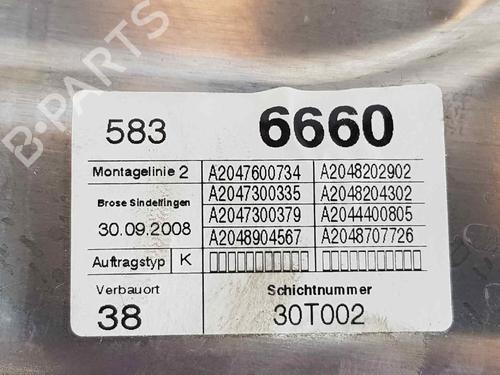 583 6660
Montagelinie 2 A2047600734 A2048202902
Brose Sindelfingen A2047300335 A2048204302
30.09.2008 A2047300379 A2044400805
A2048904567 A2048707726
Auftragstyp K
Verbauort Schichtnummer
38 30T002
B-PARTS